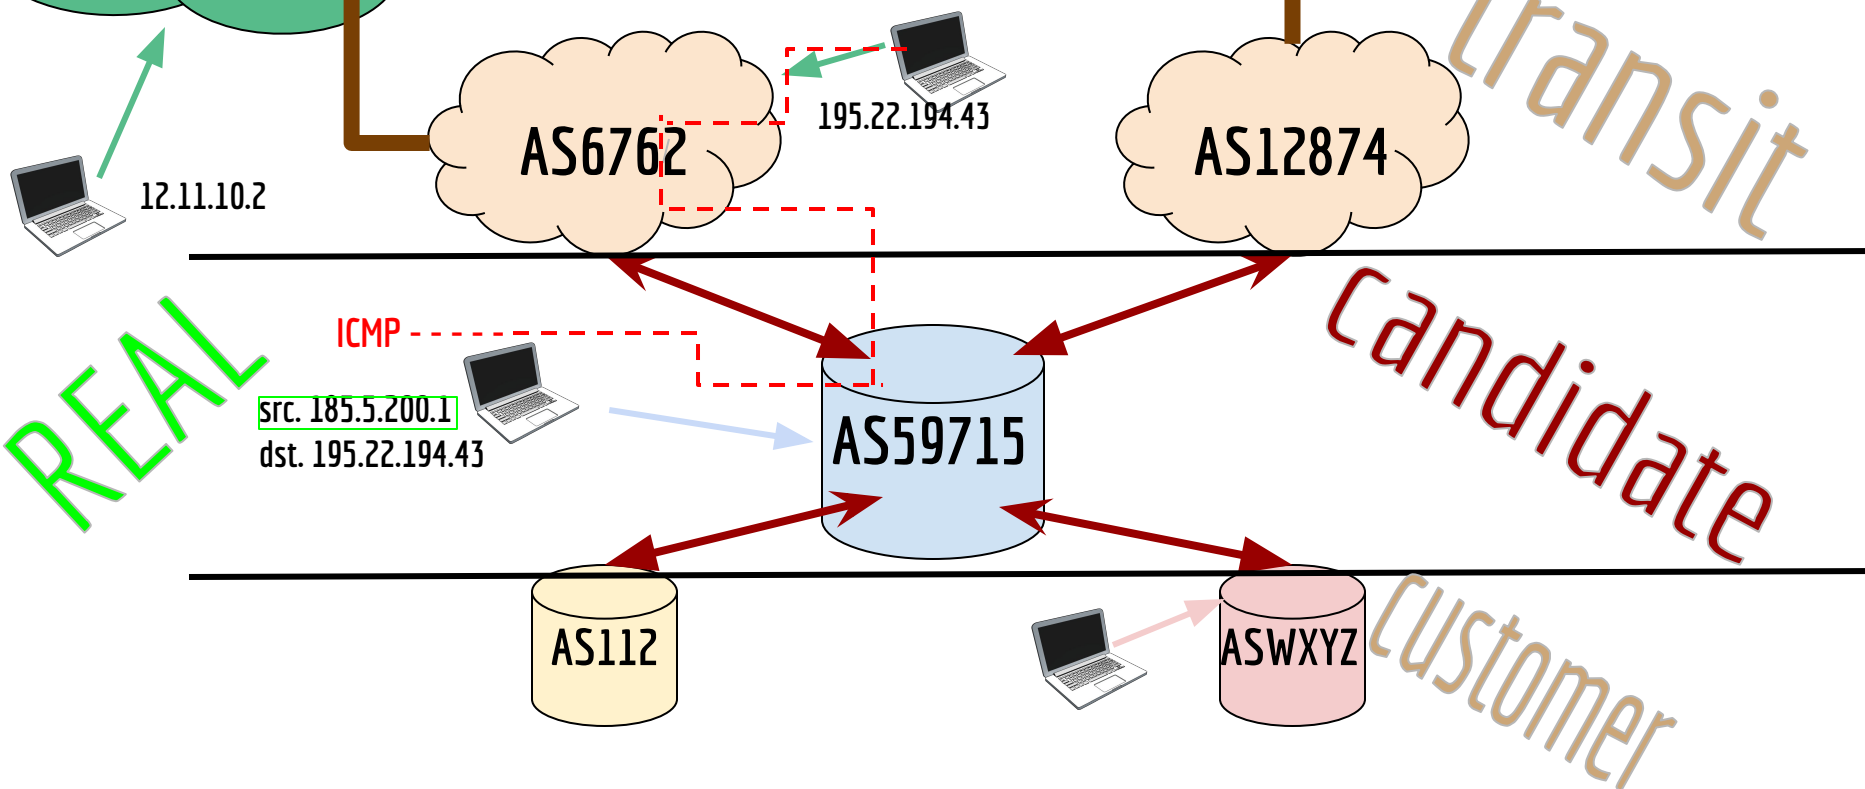 transit
195.22.194.43
AS6762
AS12874
12.11.10.2
REAL
ICMP
candidate
src. 185.5.200.1
dst. 195.22.194.43
AS59715
AS112
ASWXYZ
customer